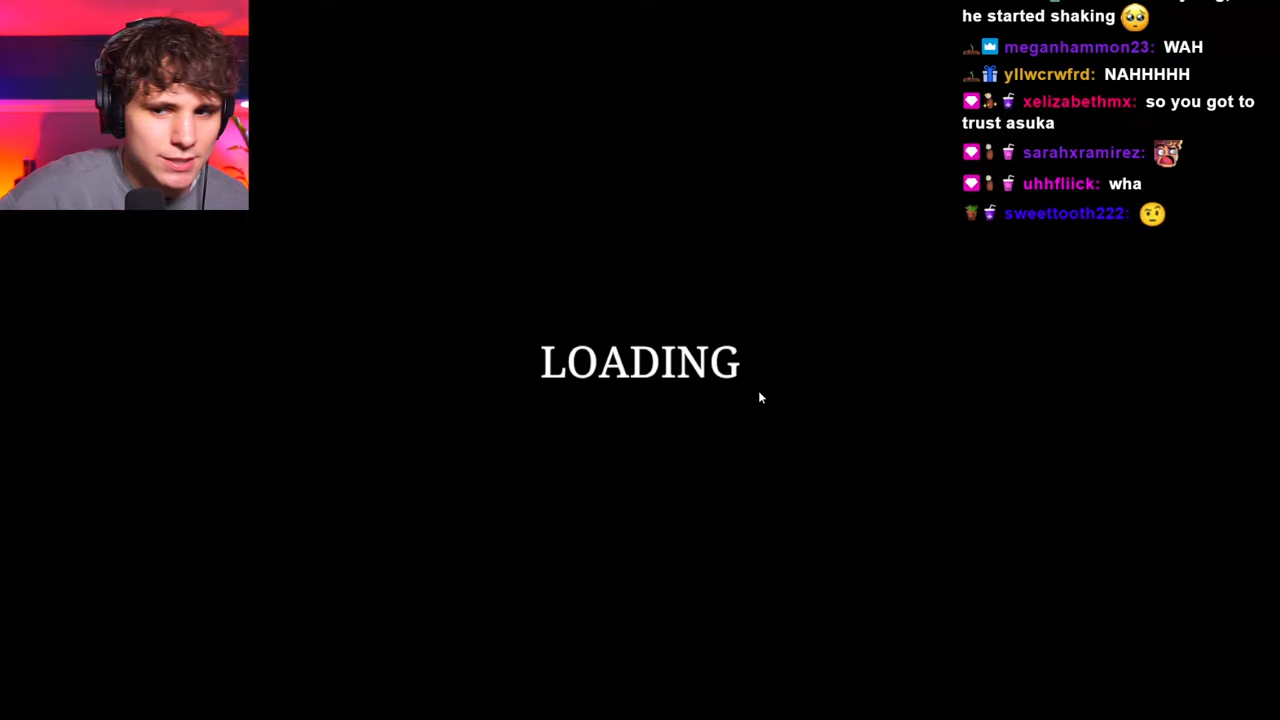 he started shaking
meganhammon23: WAH
yllwcrwfrd: NAHHHHH
xelizabethmx: so you got to
trust asuka
sarahxramirez:
uhhfliick: wha
sweettooth222:
LOADING